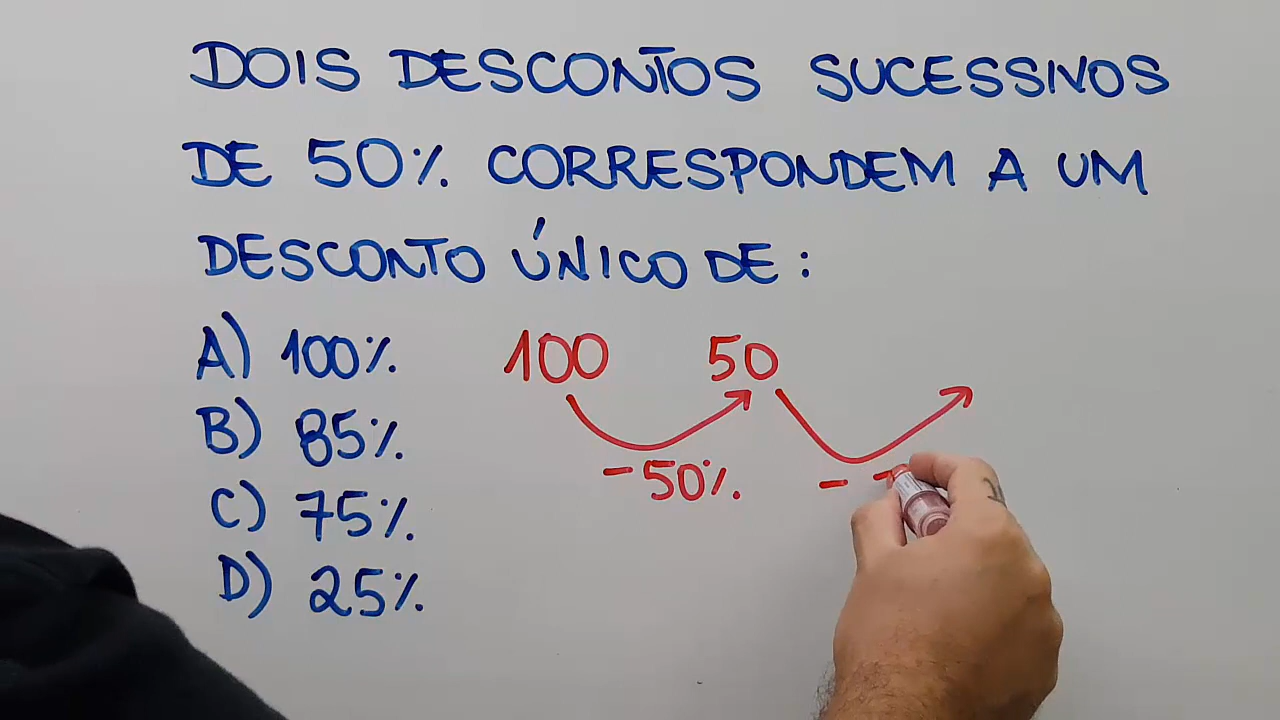 DOIS DESCONTOS SUCESSIVOS
DE 50% CORRESPONDEM A UM
DESCONTO ÚNICO DE:
A) 100%
B) 85%
C) 75%
D) 25%
100 50
-50% -